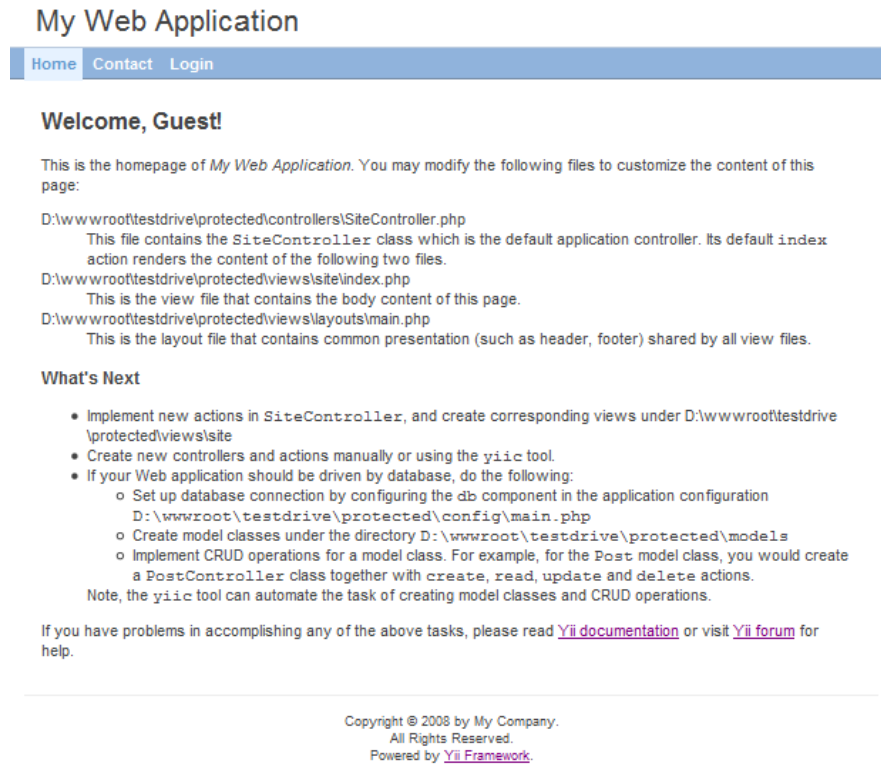 My Web Application
Home Contact Login
Welcome, Guest!
This is the homepage of My Web Application. You may modify the following files to customize the content of this
page:
D:\wwwroot\testdrive\protected\controllers\SiteController.php
This file contains the SiteController class which is the default application controller. Its default index
action renders the content of the following two files.
D:\wwwroot\testdrive\protected\views\site\index.php
This is the view file that contains the body content of this page.
D:\wwwroot\testdrive\protected\views\layouts\main.php
This is the layout file that contains common presentation (such as header, footer) shared by all view files.
What's Next
Implement new actions in SiteController, and create corresponding views under D:\wwwroot\testdrive
\protected\views\site
Create new controllers and actions manually or using the yiic tool.
If your Web application should be driven by database, do the following:
Set up database connection by configuring the db component in the application configuration
D:\wwwroot\testdrive\protected\config\main.php
Create model classes under the directory D:\wwwroot\testdrive\protected\models
Implement CRUD operations for a model class. For example, for the Post model class, you would create
a PostController class together with create, read, update and delete actions.
Note, the yiic tool can automate the task of creating model classes and CRUD operations.
If you have problems in accomplishing any of the above tasks, please read Yii documentation or visit Yii forum for
help.
Copyright © 2008 by My Company.
All Rights Reserved.
Powered by Yii Framework.